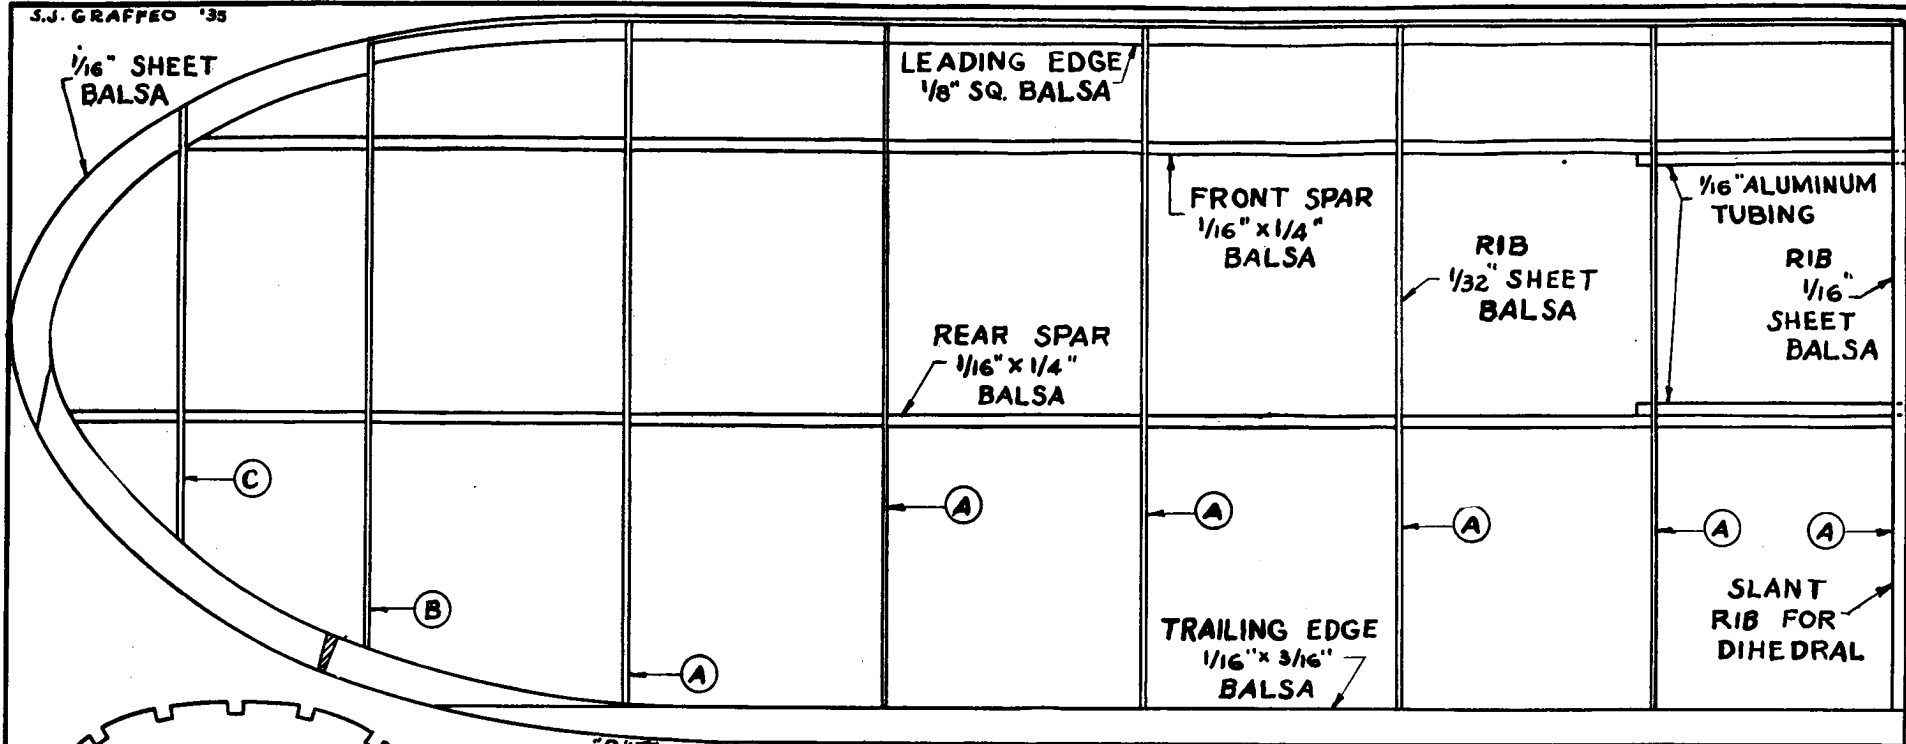 S.J. GRAFFEO '35
1/16" SHEET
BALSA
LEADING EDGE
1/8" SQ. BALSA
FRONT SPAR
1/16" x 1/4"
BALSA
1/16" ALUMINUM
TUBING
RIB
1/32" SHEET
BALSA
RIB
1/16"
SHEET
BALSA
REAR SPAR
1/16" x 1/4"
BALSA
C
A
A
A
A
A
B
A
SLANT
RIB FOR
DIHEDRAL
TRAILING EDGE
1/16" x 3/16"
BALSA